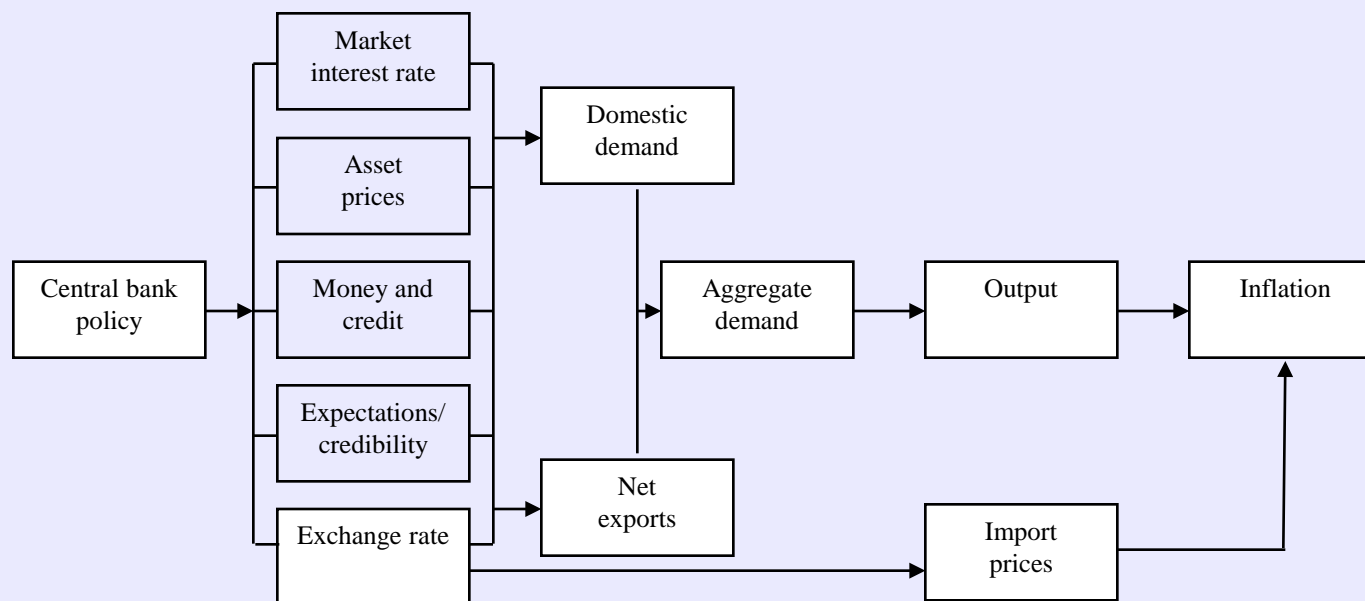 Market
interest rate
Asset
prices
Money and
credit
Expectations/
credibility
Exchange rate
Central bank
policy
Domestic
demand
Net
exports
Aggregate
demand
Output
Inflation
Import
prices